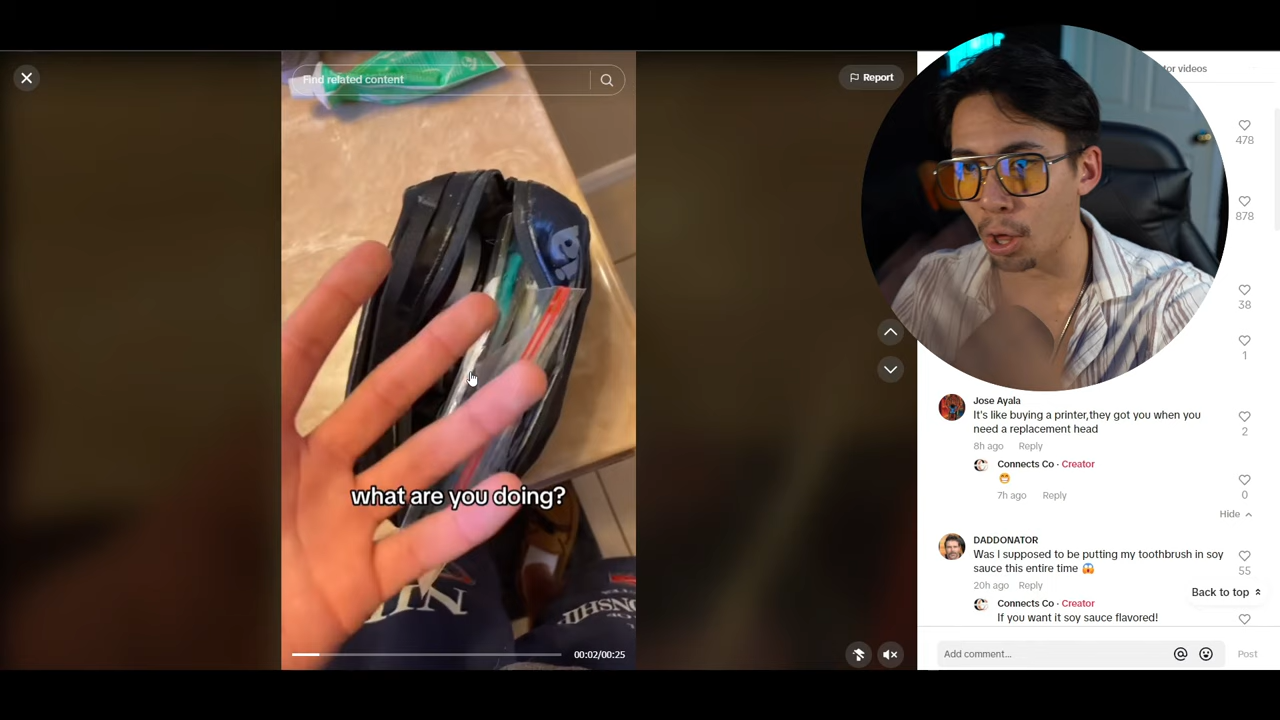 Find related content
Report
tor videos
478
878
38
1
what are you doing?
00:02/00:25
Jose Ayala
It's like buying a printer,they got you when you
need a replacement head
2
8h ago Reply
Connects Co · Creator
😁
7h ago Reply
0
Hide
DADDONATOR
Was I supposed to be putting my toothbrush in soy
sauce this entire time 😱
55
20h ago Reply
Back to top
Connects Co · Creator
If you want it soy sauce flavored!
Add comment...
Post